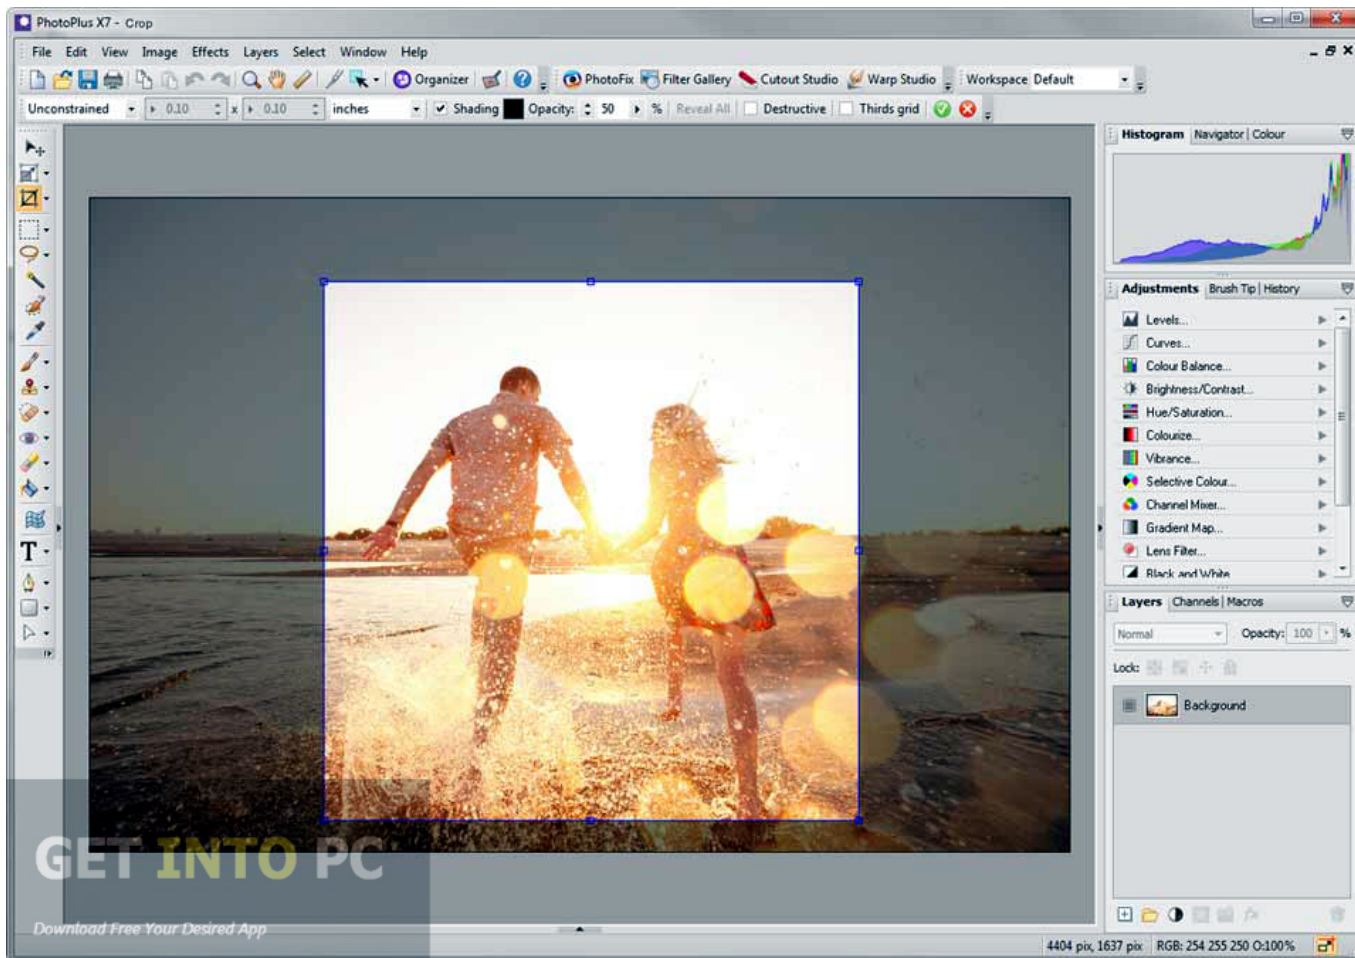 PhotoPlus X7 - Crop
File Edit View Image Effects Layers Select Window Help
Organizer PhotoFix Filter Gallery Cutout Studio Warp Studio Workspace Default
Unconstrained 0.10 x 0.10 inches Shading Opacity: 50 % Reveal All Destructive Thirds grid
Histogram Navigator | Colour
Adjustments Brush Tip | History
Levels...
Curves...
Colour Balance...
Brightness/Contrast...
Hue/Saturation...
Colourize...
Vibrance...
Selective Colour...
Channel Mixer...
Gradient Map...
Lens Filter...
Black and White
Layers Channels | Macros
Normal Opacity: 100 %
Lock:
Background
GET INTO PC
Download Free Your Desired App
4404 pix, 1637 pix RGB: 254 255 250 O:100%